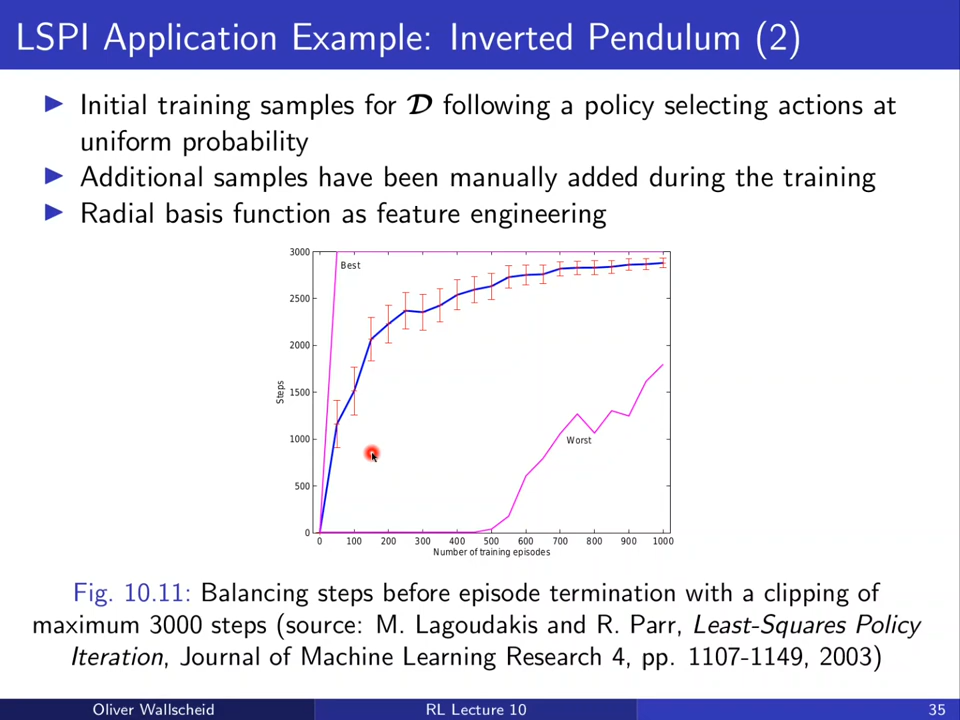 LSPI Application Example: Inverted Pendulum (2)
▶ Initial training samples for 𝓓 following a policy selecting actions at
uniform probability
▶ Additional samples have been manually added during the training
▶ Radial basis function as feature engineering
3000
2500
2000
1500
1000
500
0
Steps
Best
Worst
0 100 200 300 400 500 600 700 800 900 1000
Number of training episodes
Fig. 10.11: Balancing steps before episode termination with a clipping of
maximum 3000 steps (source: M. Lagoudakis and R. Parr, Least-Squares Policy
Iteration, Journal of Machine Learning Research 4, pp. 1107-1149, 2003)
Oliver Wallscheid RL Lecture 10 35